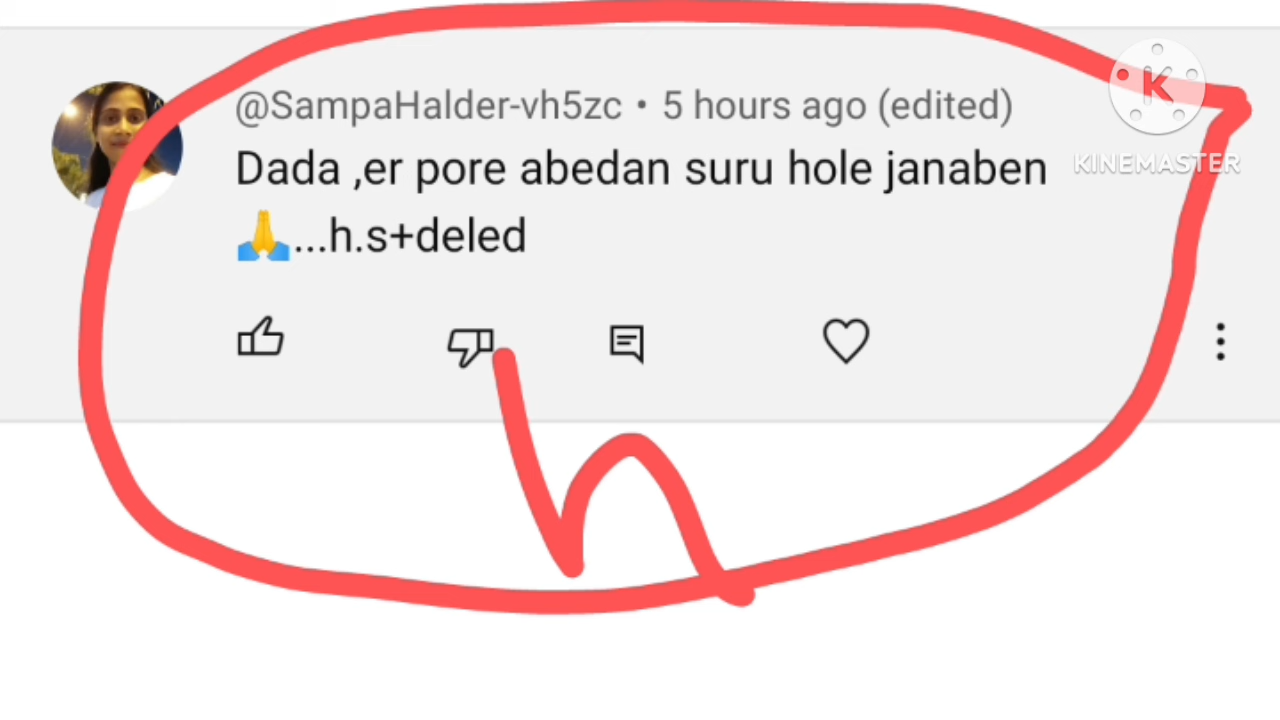 @SampaHalder-vh5zc • 5 hours ago (edited)
Dada ,er pore abedan suru hole janaben
🙏...h.s+deled
K
KINEMASTER